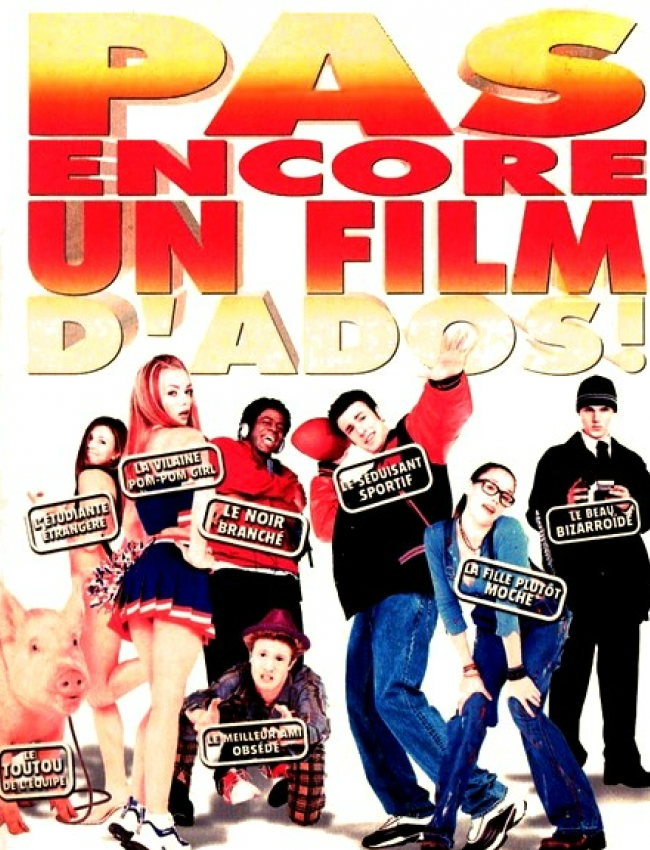 PAS
ENCORE
UN FILM
D'ADOS!
L'ÉTUDIANTE
ÉTRANGÈRE
LA VILAINE
POM-POM GIRL
LE NOIR
BRANCHÉ
LE SÉDUISANT
SPORTIF
LE BEAU
BIZARROÏDE
LA FILLE PLUTÔT
MOCHE
LE MEILLEUR AMI
OBSÉDÉ
LE
TOUTOU
DE L'ÉQUIPE